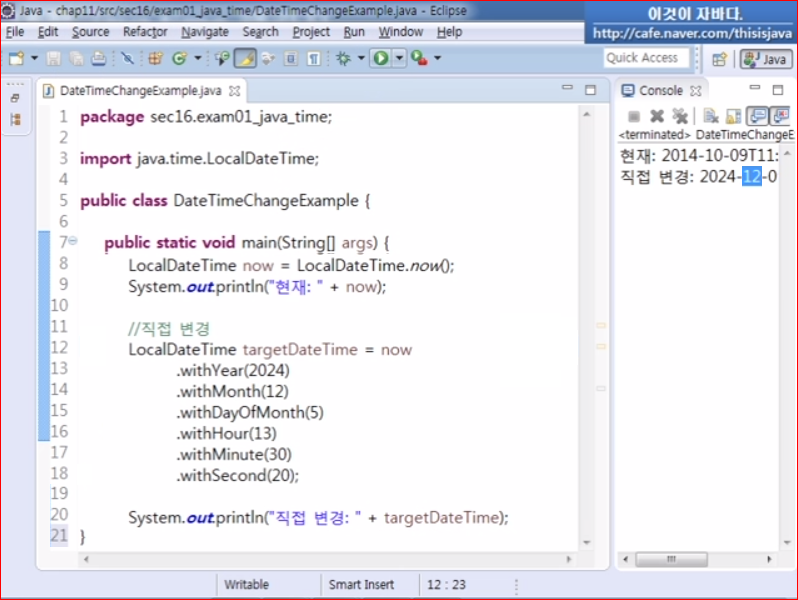 Java - chap11/src/sec16/exam01_java_time/DateTimeChangeExample.java - Eclipse
이것이 자바다.
http://cafe.naver.com/thisisjava
File Edit Source Refactor Navigate Search Project Run Window Help
Quick Access
Java
DateTimeChangeExample.java
1 package sec16.exam01_java_time;
2
3 import java.time.LocalDateTime;
4
5 public class DateTimeChangeExample {
6
7 public static void main(String[] args) {
8 LocalDateTime now = LocalDateTime.now();
9 System.out.println("현재: " + now);
10
11 //직접 변경
12 LocalDateTime targetDateTime = now
13 .withYear(2024)
14 .withMonth(12)
15 .withDayOfMonth(5)
16 .withHour(13)
17 .withMinute(30)
18 .withSecond(20);
19
20 System.out.println("직접 변경: " + targetDateTime);
21 }
Console
<terminated> DateTimeChangeE
현재: 2014-10-09T11:
직접 변경: 2024-12-0
Writable
Smart Insert
12 : 23